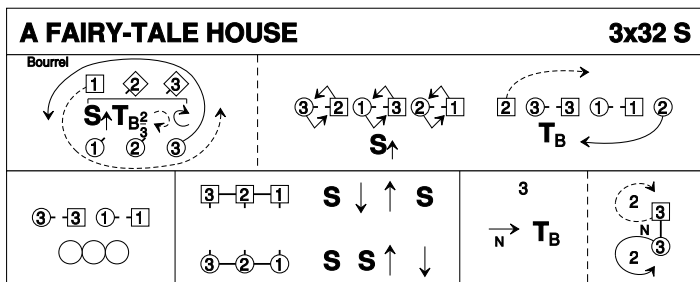 A FAIRY-TALE HOUSE 3x32 S
Bourrel
1 2 3
S↑T B 2/3
1 2 3
3 2 1 3 2 1
S↑
2 3 3 1 1 2
T B
3 3 1 1
3 2 1 S ↓ ↑ S
3 2 1 S S ↑ ↓
3
→ N T B
2 3
N
2 3